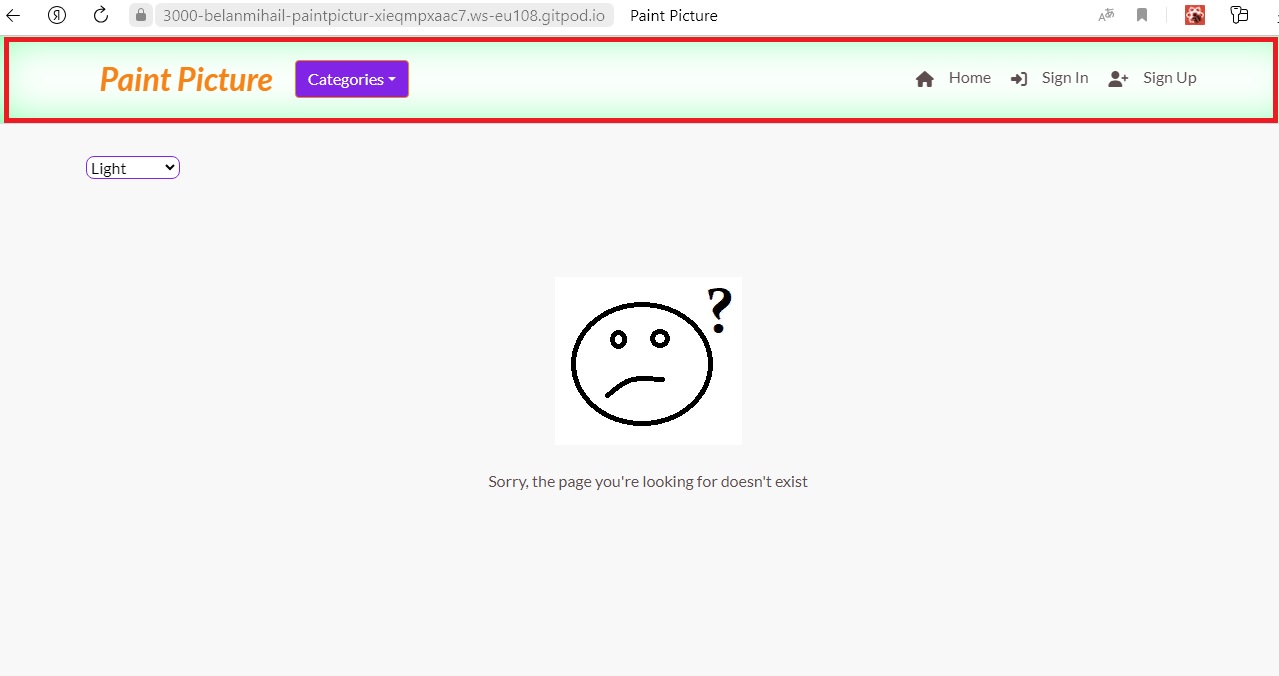 3000-belanmihail-paintpictur-xieqmpxaac7.ws-eu108.gitpod.io Paint Picture
Paint Picture Categories Home Sign In Sign Up
Light
?
Sorry, the page you're looking for doesn't exist